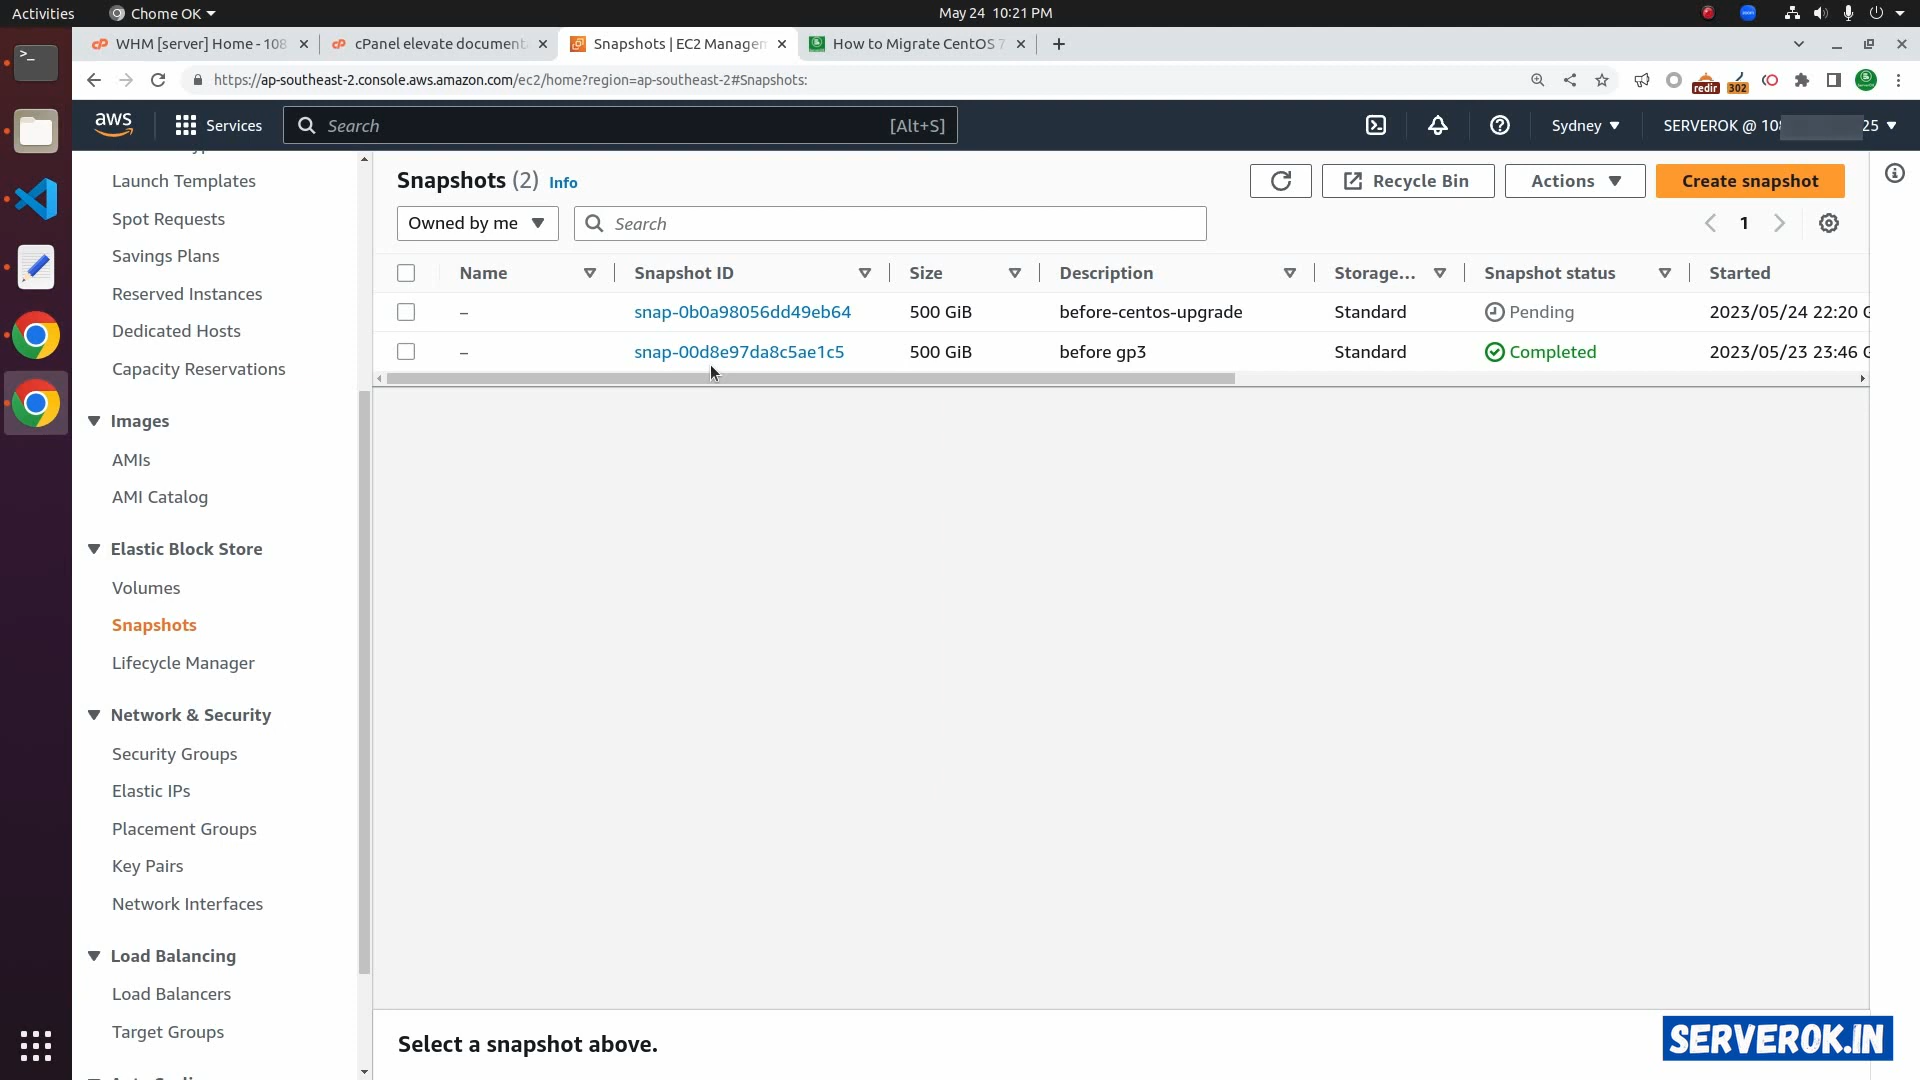 Activities
Chome OK
May 24 10:21 PM
WHM [server] Home - 108
cPanel elevate document
Snapshots | EC2 Managem
How to Migrate CentOS 7
https://ap-southeast-2.console.aws.amazon.com/ec2/home?region=ap-southeast-2#Snapshots:
redir
302
aws
Services
Search
[Alt+S]
Sydney
SERVEROK @ 108
25
Launch Templates
Spot Requests
Savings Plans
Reserved Instances
Dedicated Hosts
Capacity Reservations
Images
AMIs
AMI Catalog
Elastic Block Store
Volumes
Snapshots
Lifecycle Manager
Network & Security
Security Groups
Elastic IPs
Placement Groups
Key Pairs
Network Interfaces
Load Balancing
Load Balancers
Target Groups
Snapshots (2) Info
Recycle Bin
Actions
Create snapshot
Owned by me
Search
1
Name Snapshot ID Size Description Storage... Snapshot status Started
– snap-0b0a98056dd49eb64 500 GiB before-centos-upgrade Standard Pending 2023/05/24 22:20 G
– snap-00d8e97da8c5ae1c5 500 GiB before gp3 Standard Completed 2023/05/23 23:46 G
Select a snapshot above.
SERVEROK.IN